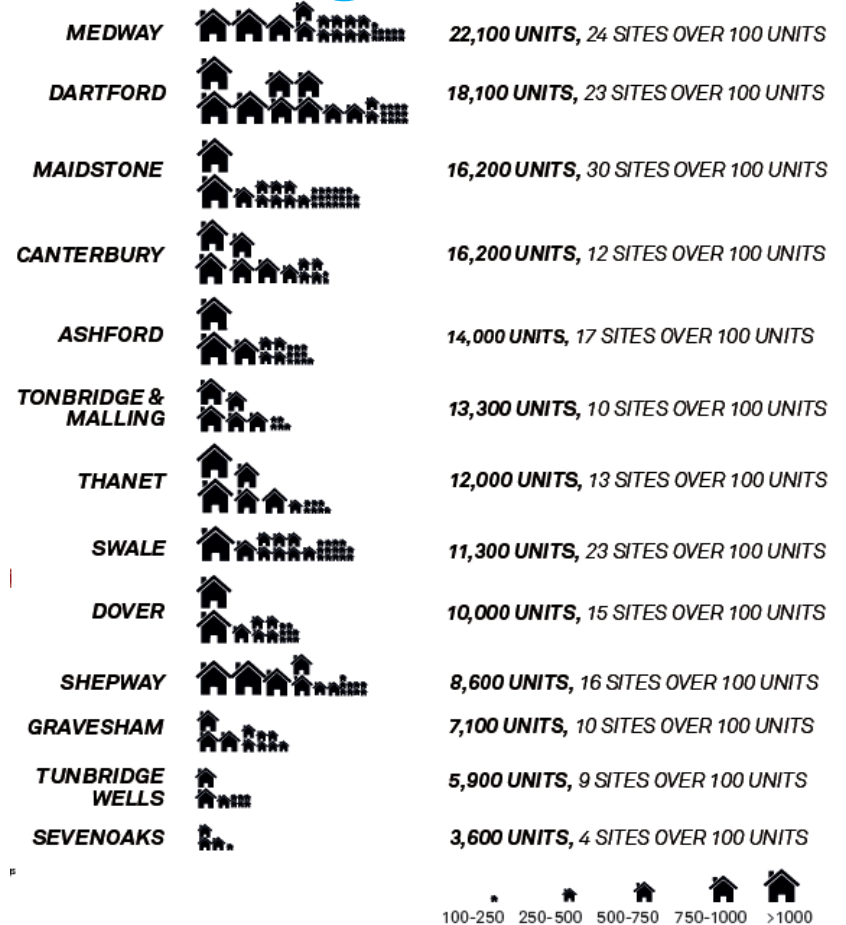 MEDWAY 22,100 UNITS, 24 SITES OVER 100 UNITS
DARTFORD 18,100 UNITS, 23 SITES OVER 100 UNITS
MAIDSTONE 16,200 UNITS, 30 SITES OVER 100 UNITS
CANTERBURY 16,200 UNITS, 12 SITES OVER 100 UNITS
ASHFORD 14,000 UNITS, 17 SITES OVER 100 UNITS
TONBRIDGE &
MALLING 13,300 UNITS, 10 SITES OVER 100 UNITS
THANET 12,000 UNITS, 13 SITES OVER 100 UNITS
SWALE 11,300 UNITS, 23 SITES OVER 100 UNITS
DOVER 10,000 UNITS, 15 SITES OVER 100 UNITS
SHEPWAY 8,600 UNITS, 16 SITES OVER 100 UNITS
GRAVESHAM 7,100 UNITS, 10 SITES OVER 100 UNITS
TUNBRIDGE
WELLS 5,900 UNITS, 9 SITES OVER 100 UNITS
SEVENOAKS 3,600 UNITS, 4 SITES OVER 100 UNITS
100-250 250-500 500-750 750-1000 >1000